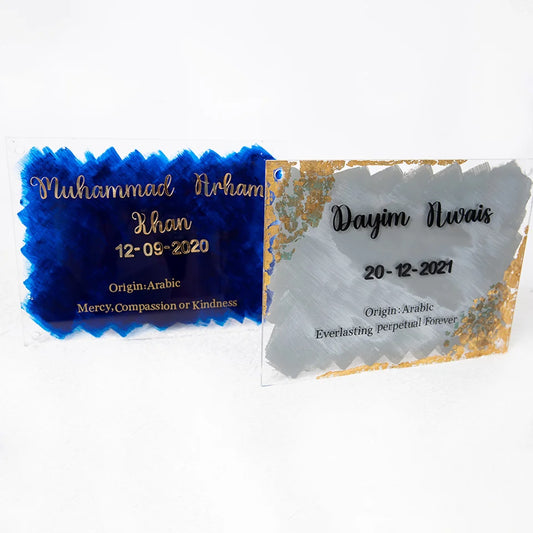 Muhammad Arham
Khan
12-09-2020
Origin:Arabic
Mercy,Compassion or Kindness
Dayim Awais
20-12-2021
Origin:Arabic
Everlasting perpetual Forever